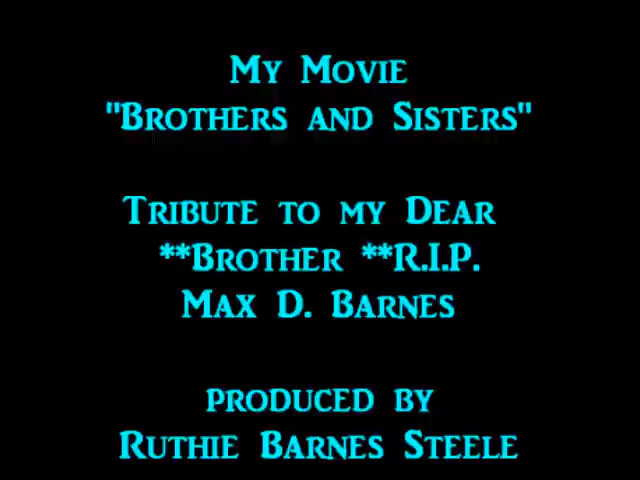 My Movie
"Brothers and Sisters"
Tribute to my Dear
**Brother **R.I.P.
Max D. Barnes
produced by
Ruthie Barnes Steele